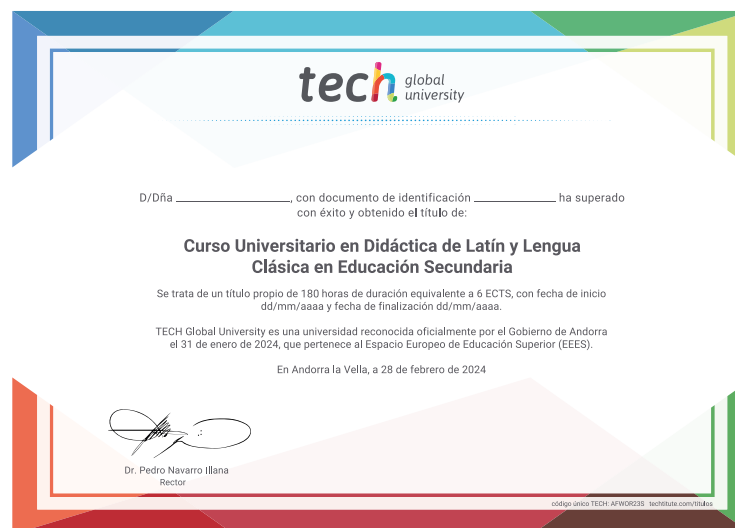 tech global university
D/Dña ____________________, con documento de identificación ______________ ha superado
con éxito y obtenido el título de:
Curso Universitario en Didáctica de Latín y Lengua
Clásica en Educación Secundaria
Se trata de un título propio de 180 horas de duración equivalente a 6 ECTS, con fecha de inicio
dd/mm/aaaa y fecha de finalización dd/mm/aaaa.
TECH Global University es una universidad reconocida oficialmente por el Gobierno de Andorra
el 31 de enero de 2024, que pertenece al Espacio Europeo de Educación Superior (EEES).
En Andorra la Vella, a 28 de febrero de 2024
Dr. Pedro Navarro Illana
Rector
código único TECH: AFWOR23S techtitute.com/titulos